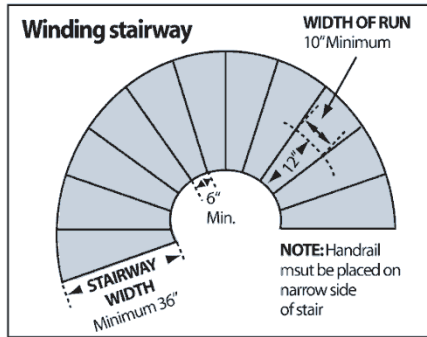 Winding stairway
WIDTH OF RUN
10" Minimum
12"
6"
Min.
STAIRWAY
WIDTH
Minimum 36"
NOTE: Handrail
msut be placed on
narrow side
of stair